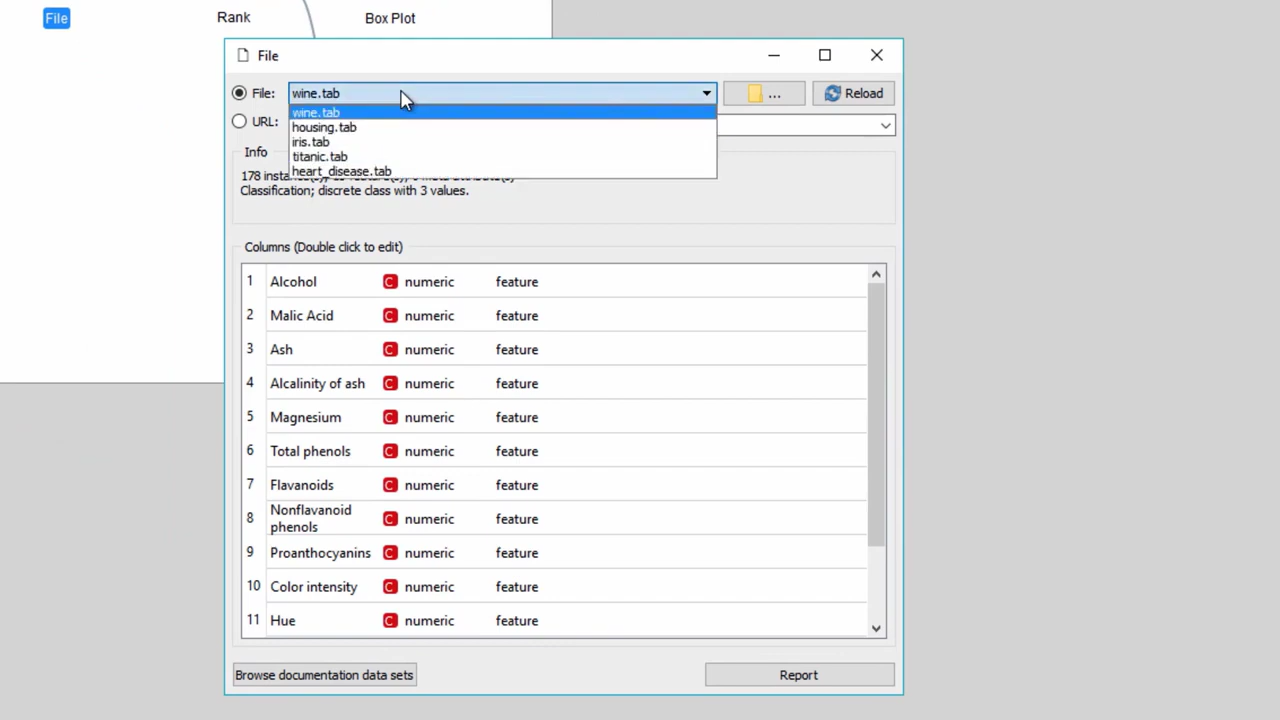 File
Rank
Box Plot
File
File:
wine.tab
...
Reload
wine.tab
URL:
housing.tab
iris.tab
Info
titanic.tab
heart_disease.tab
178
Classification; discrete class with 3 values.
Columns (Double click to edit)
1 Alcohol C numeric feature
2 Malic Acid C numeric feature
3 Ash C numeric feature
4 Alcalinity of ash C numeric feature
5 Magnesium C numeric feature
6 Total phenols C numeric feature
7 Flavanoids C numeric feature
8 Nonflavanoid phenols C numeric feature
9 Proanthocyanins C numeric feature
10 Color intensity C numeric feature
11 Hue C numeric feature
Browse documentation data sets
Report